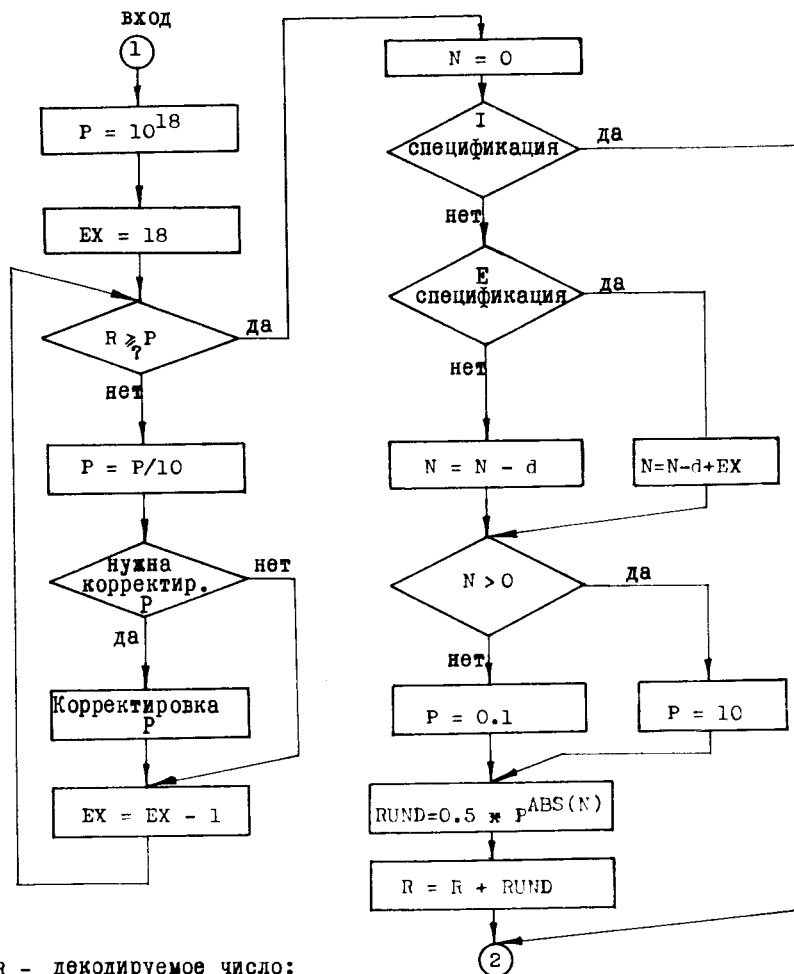 вход
1
P = 10^18
EX = 18
R ⩾ P
?
да
нет
P = P/10
нужна
корректир.
P
нет
да
Корректировка
P
EX = EX - 1
N = 0
I
спецификация
да
нет
E
спецификация
да
нет
N = N - d
N=N-d+EX
N > 0
да
нет
P = 0.1
P = 10
RUND=0.5 * P^ABS(N)
R = R + RUND
2
R - декодируемое число;